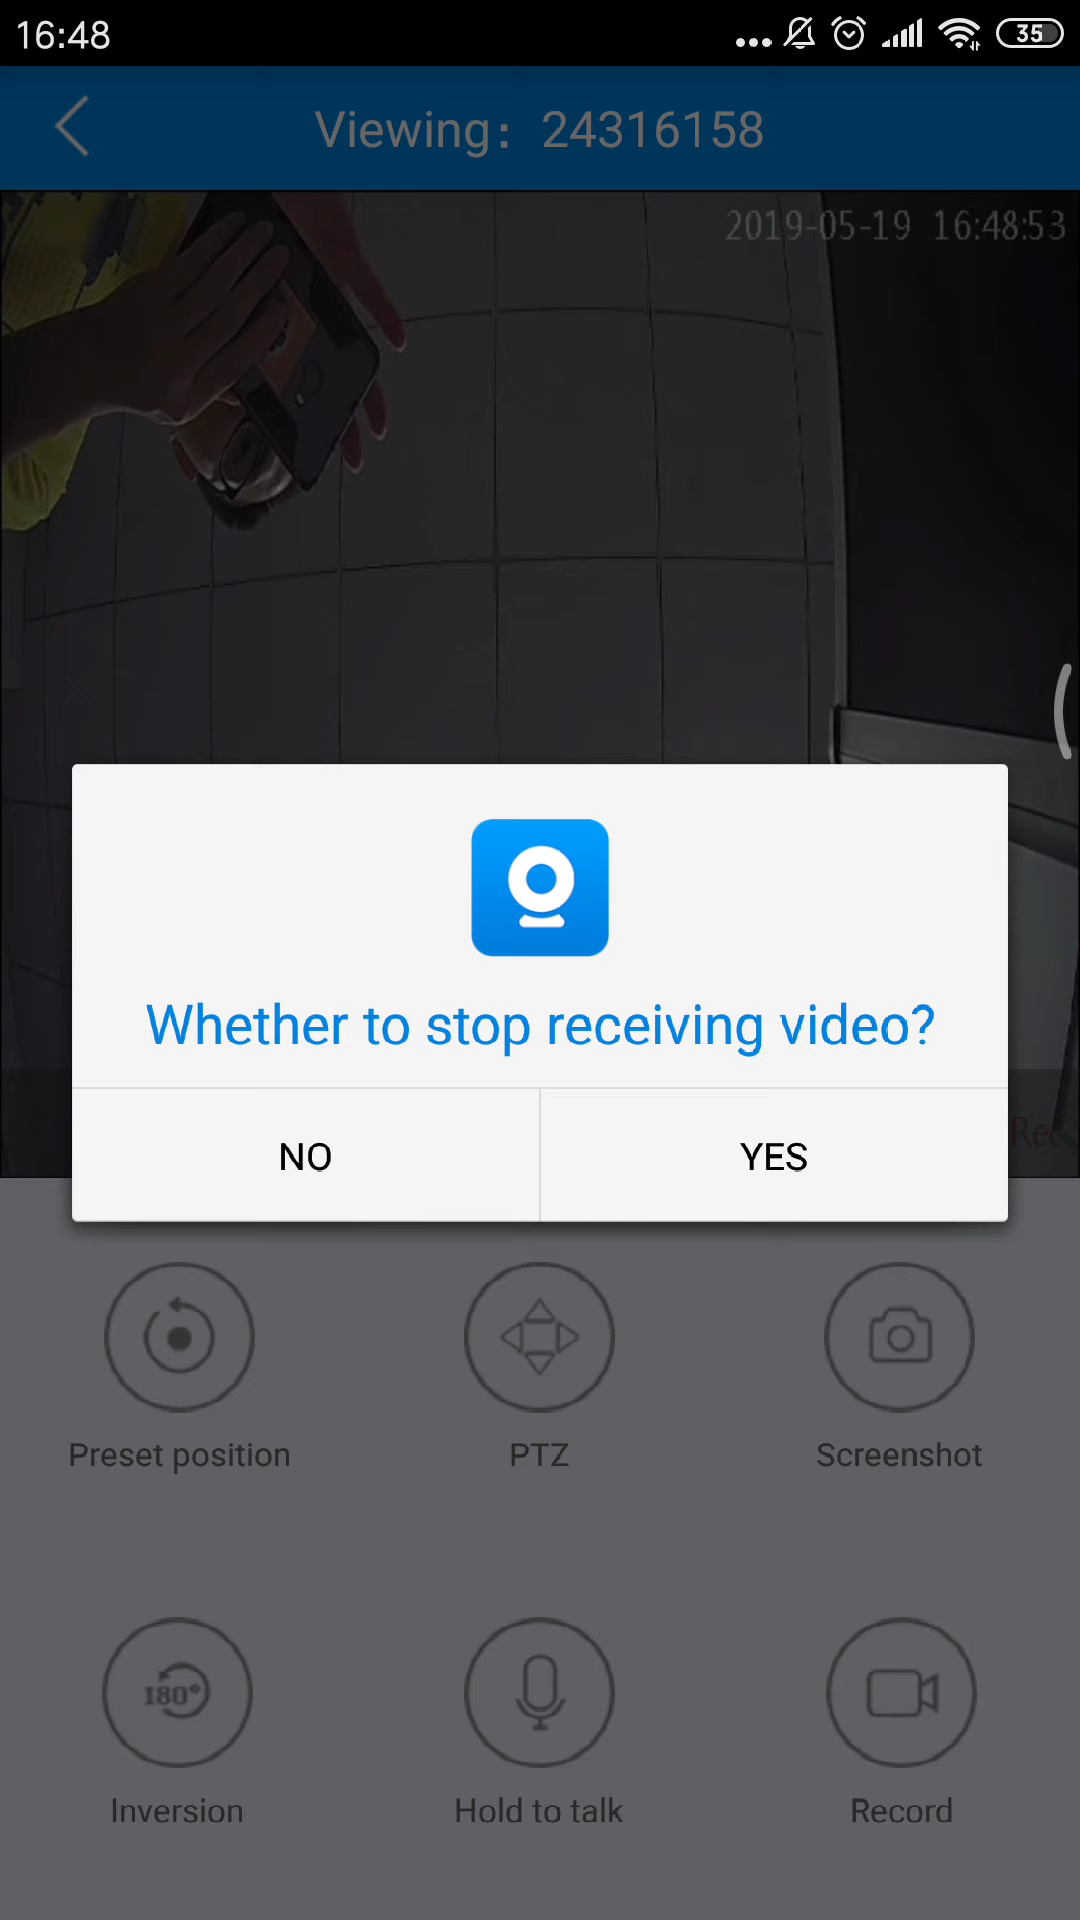 16:48
35
Viewing：24316158
2019-05-19 16:48:53
Whether to stop receiving video?
NO
YES
Rec
Preset position
PTZ
Screenshot
180°
Inversion
Hold to talk
Record